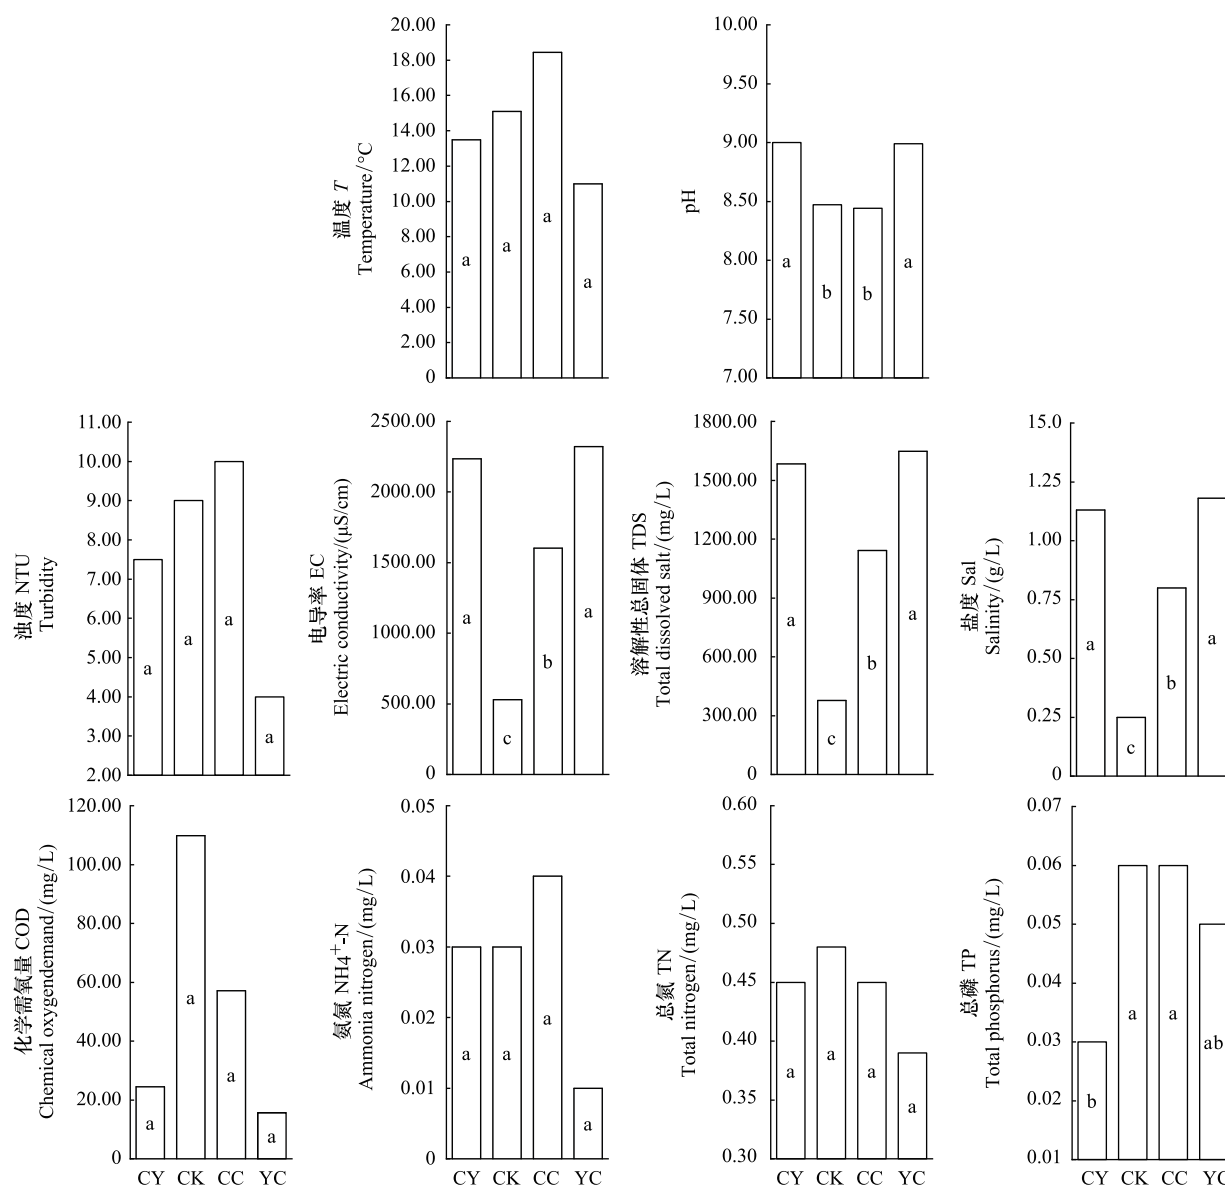 20.00
18.00
16.00
14.00
12.00
10.00
8.00
6.00
4.00
2.00
0
温度 T
Temperature/°C
a
a
a
a
10.00
9.50
9.00
8.50
8.00
7.50
7.00
pH
a
b
b
a
11.00
10.00
9.00
8.00
7.00
6.00
5.00
4.00
3.00
2.00
浊度 NTU
Turbidity
a
a
a
a
2500.00
2000.00
1500.00
1000.00
500.00
0
电导率 EC
Electric conductivity/(μS/cm)
a
c
b
a
1800.00
1500.00
1200.00
900.00
600.00
300.00
0
溶解性总固体 TDS
Total dissolved salt/(mg/L)
a
c
b
a
15.0
1.25
1.00
0.75
0.50
0.25
0
盐度 Sal
Salinity/(g/L)
a
c
b
a
120.00
100.00
80.00
60.00
40.00
20.00
0
化学需氧量 COD
Chemical oxygendemand/(mg/L)
a
a
a
a
CY CK CC YC
0.05
0.04
0.03
0.02
0.01
0
氨氮 NH4+-N
Ammonia nitrogen/(mg/L)
a
a
a
a
CY CK CC YC
0.60
0.55
0.50
0.45
0.40
0.35
0.30
总氮 TN
Total nitrogen/(mg/L)
a
a
a
a
CY CK CC YC
0.07
0.06
0.05
0.04
0.03
0.02
0.01
总磷 TP
Total phosphorus/(mg/L)
b
a
a
ab
CY CK CC YC